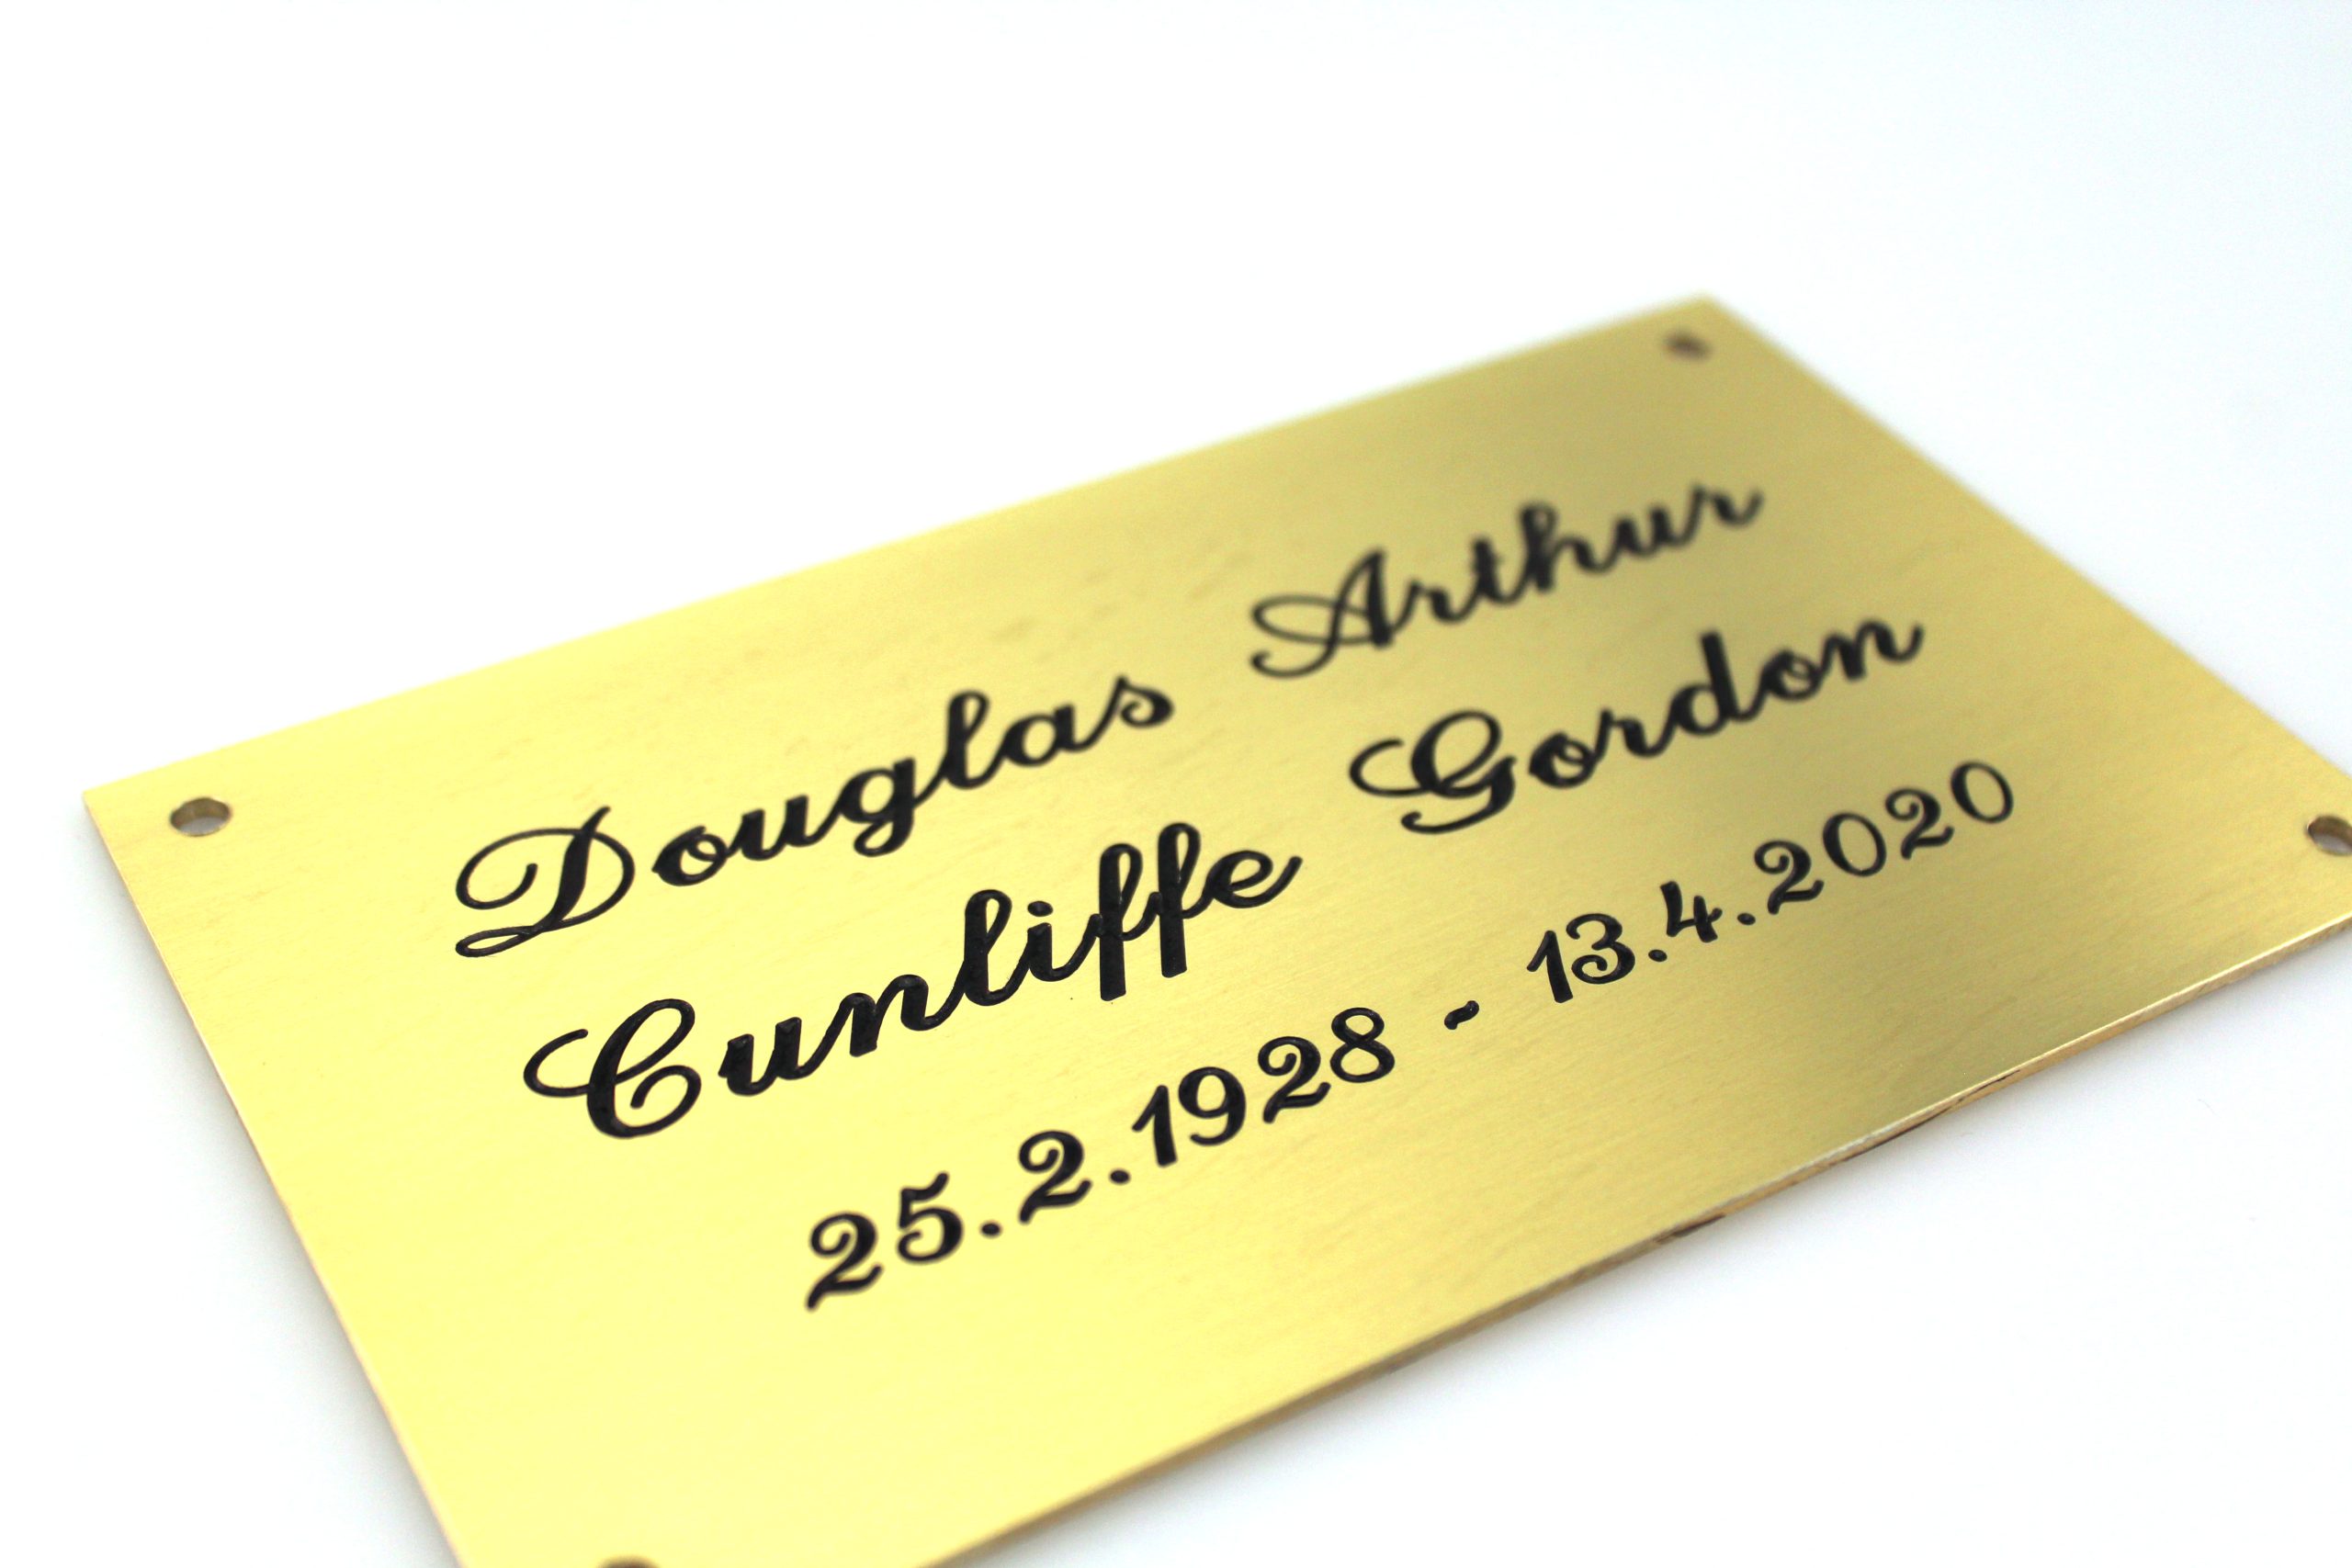 Douglas Arthur
Cunliffe Gordon
25.2.1928 - 13.4.2020